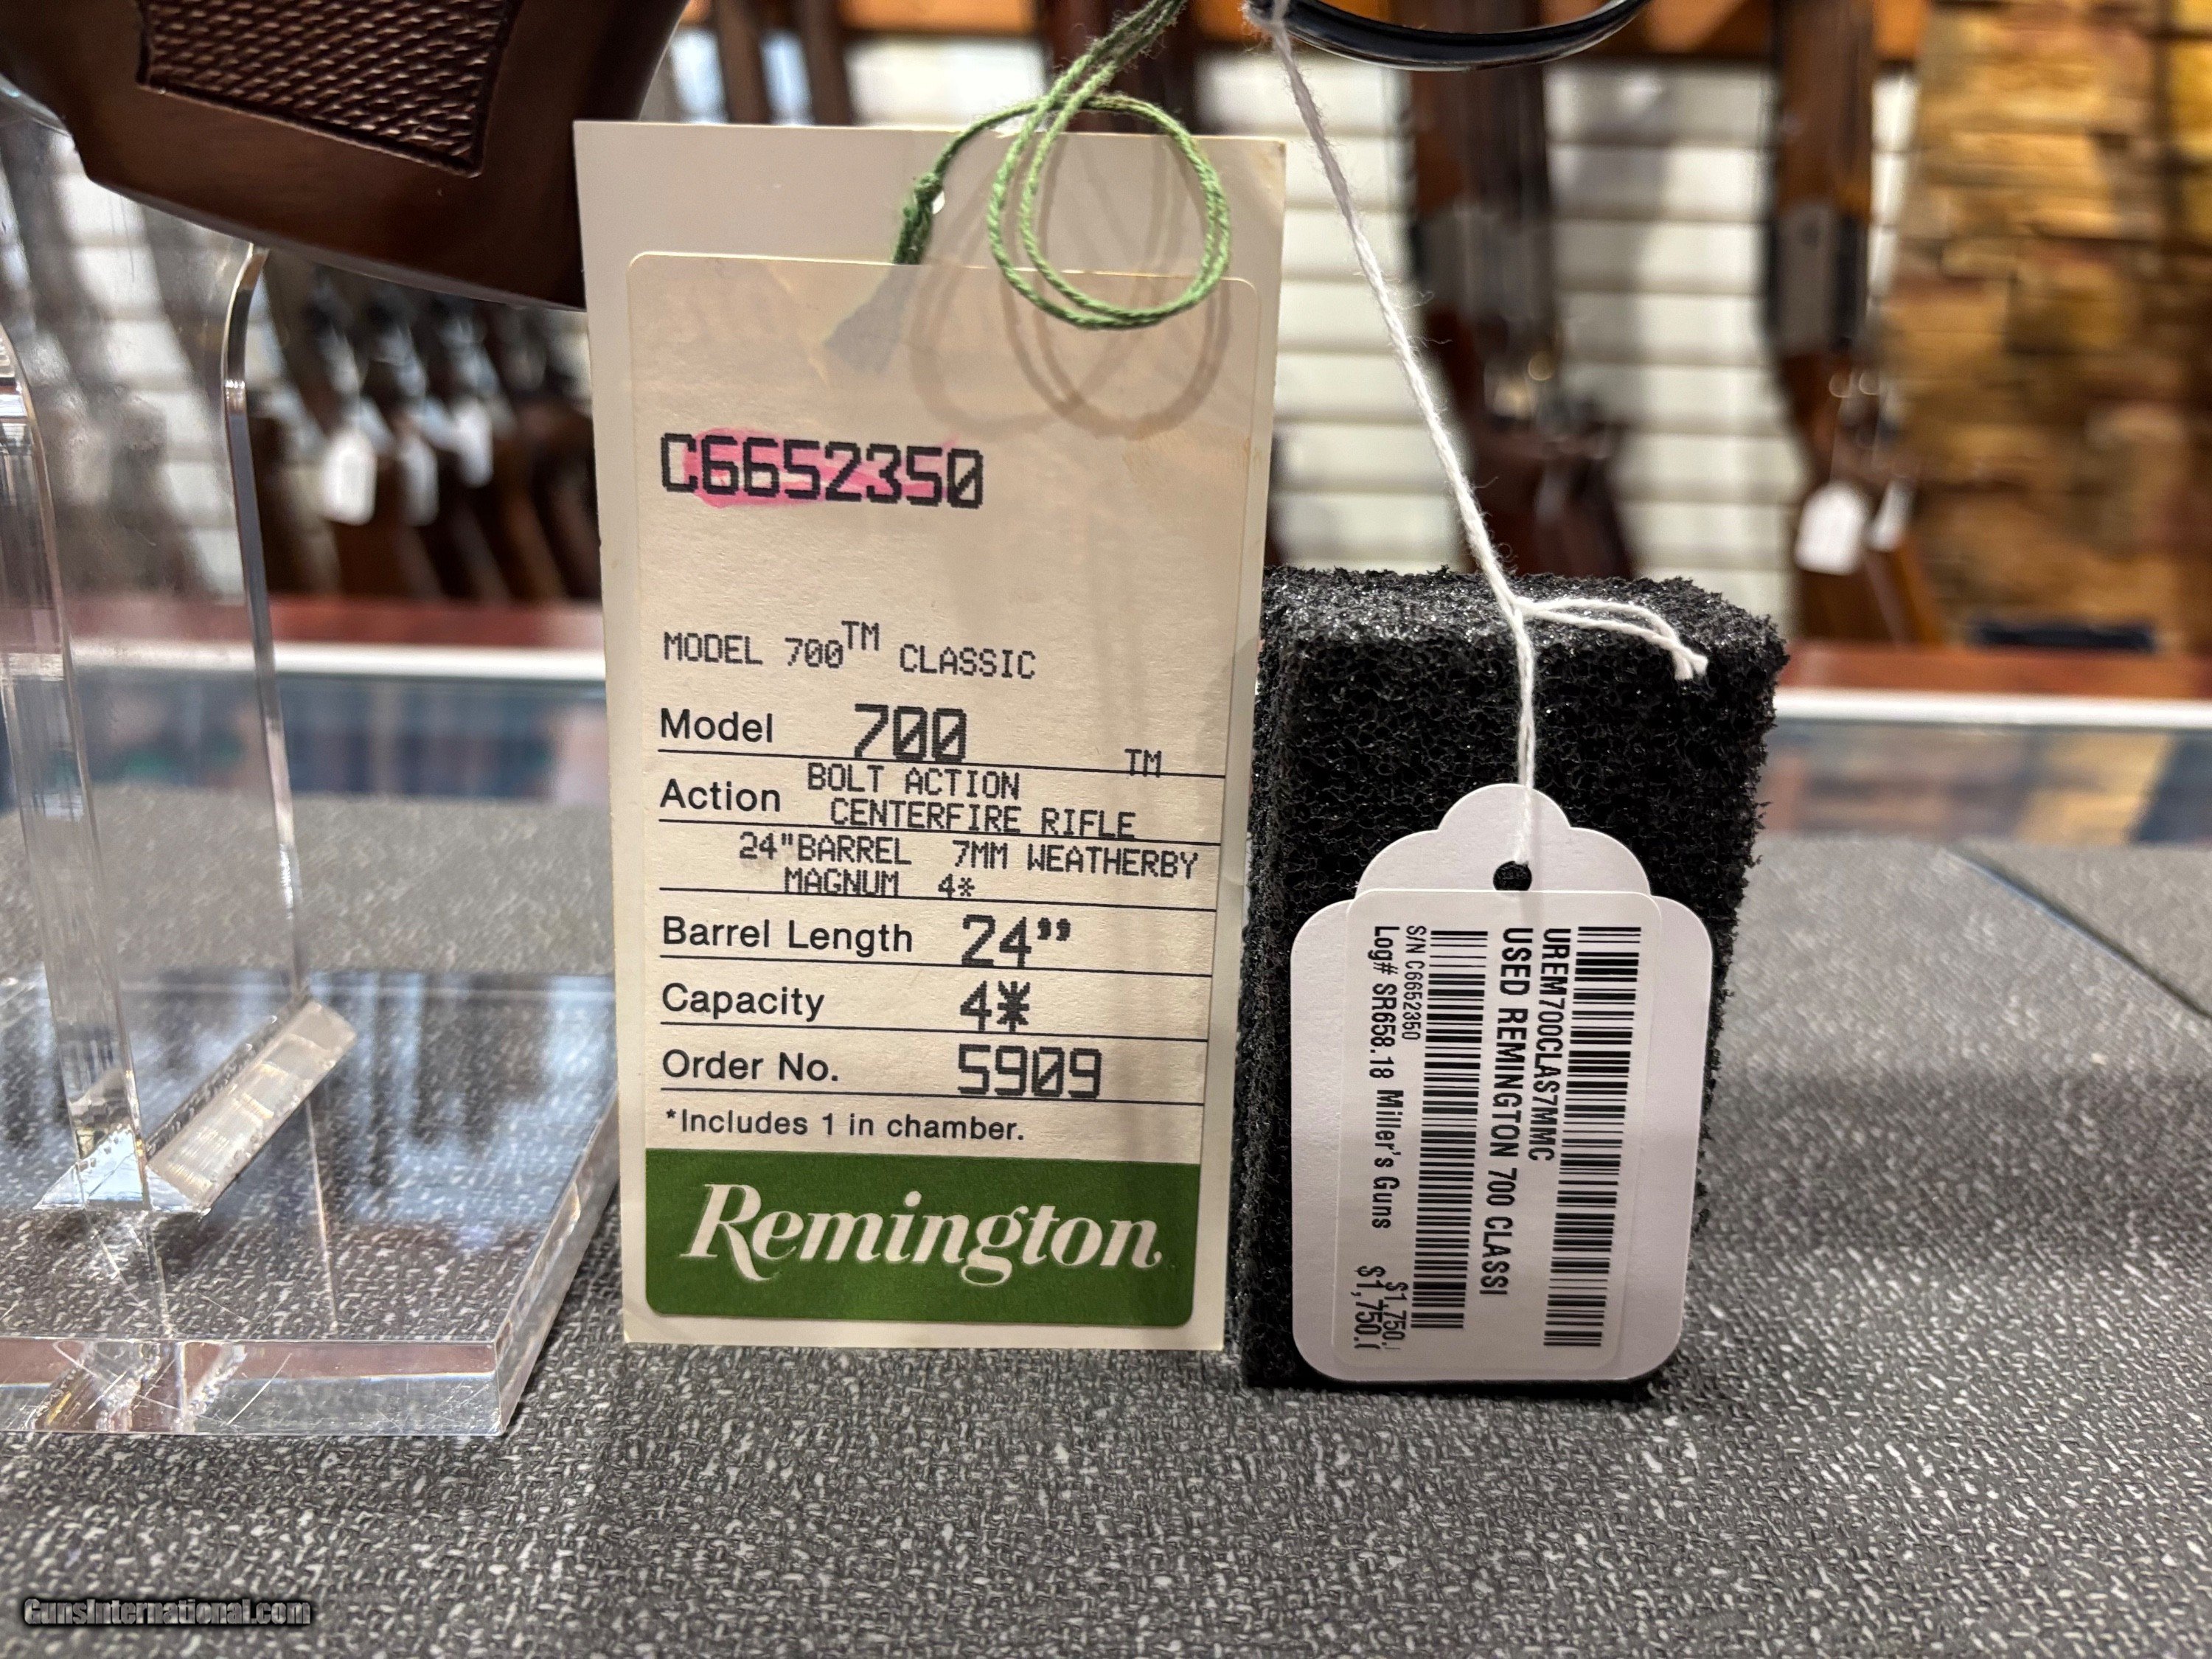 C6652350
MODEL 700™ CLASSIC
Model 700 TM
Action BOLT ACTION
CENTERFIRE RIFLE
24"BARREL 7MM WEATHERBY
MAGNUM 4*
Barrel Length 24”
Capacity 4*
Order No. 5909
*Includes 1 in chamber.
Remington
UREM700CLAS7MMC
USED REMINGTON 700 CLASSI
S/N C6652350 $1,750.
Log# SR658.18 Miller's Guns $1,750.(
GunsInternational.com